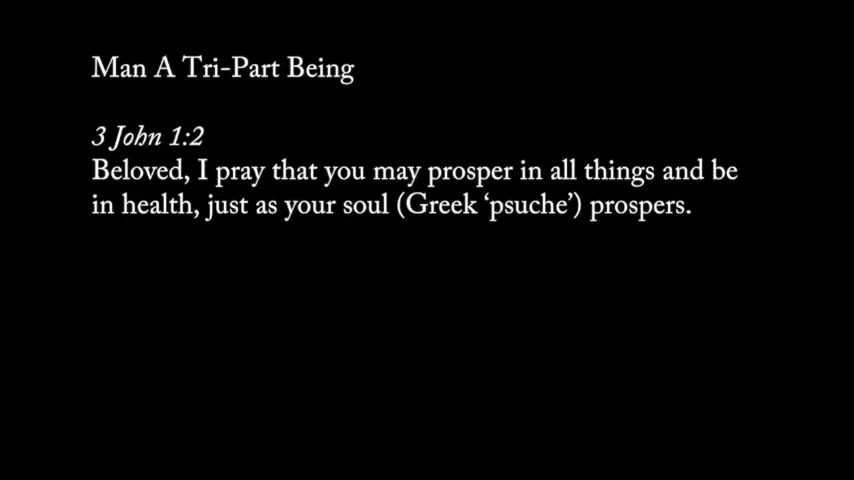 Man A Tri-Part Being
3 John 1:2
Beloved, I pray that you may prosper in all things and be
in health, just as your soul (Greek ‘psuche’) prospers.